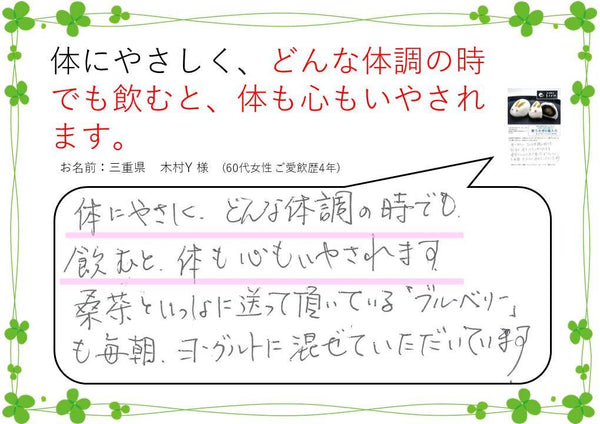 体にやさしく、どんな体調の時
でも飲むと、体も心もいやされ
ます。
お名前：三重県　木村Y 様　(60代女性 ご愛飲歴4年)
体にやさしく、どんな体調の時でも、
飲むと、体も心もいやされます
桑茶といっしょに送って頂いている「ブルーベリー」
も毎朝、ヨーグルトに混ぜていただいています